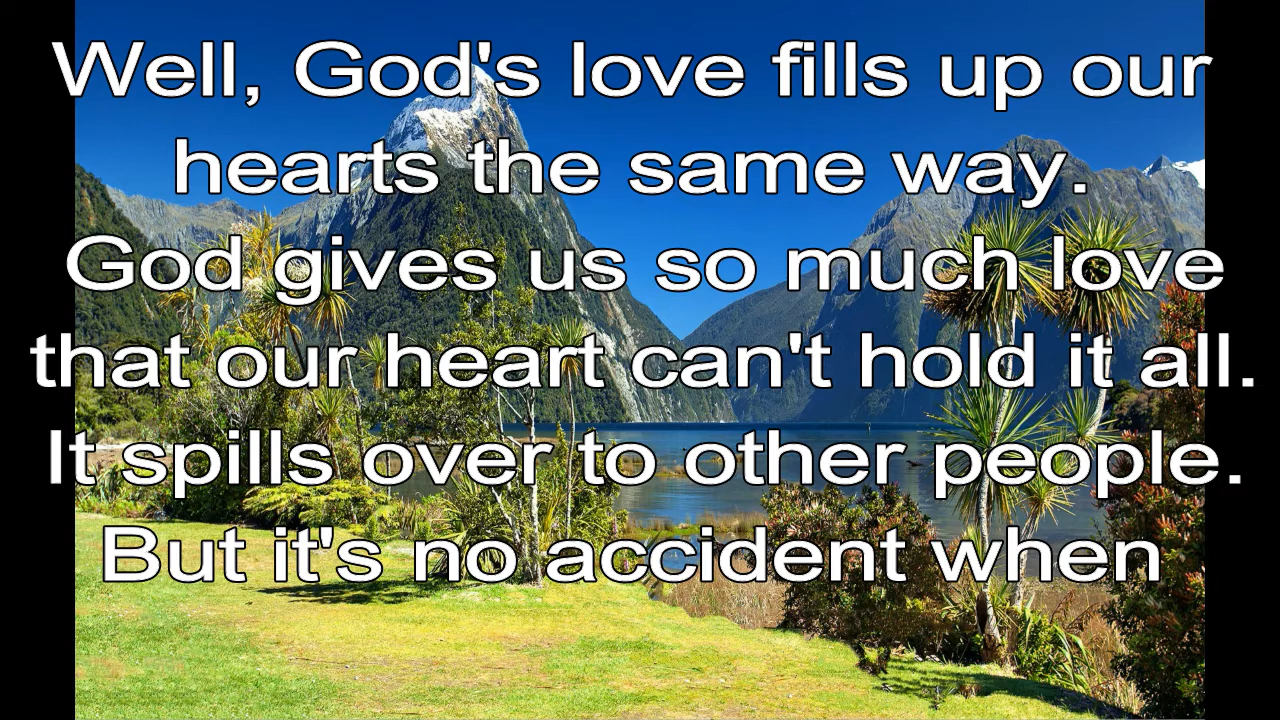 Well, God's love fills up our
hearts the same way.
God gives us so much love
that our heart can't hold it all.
It spills over to other people.
But it's no accident when